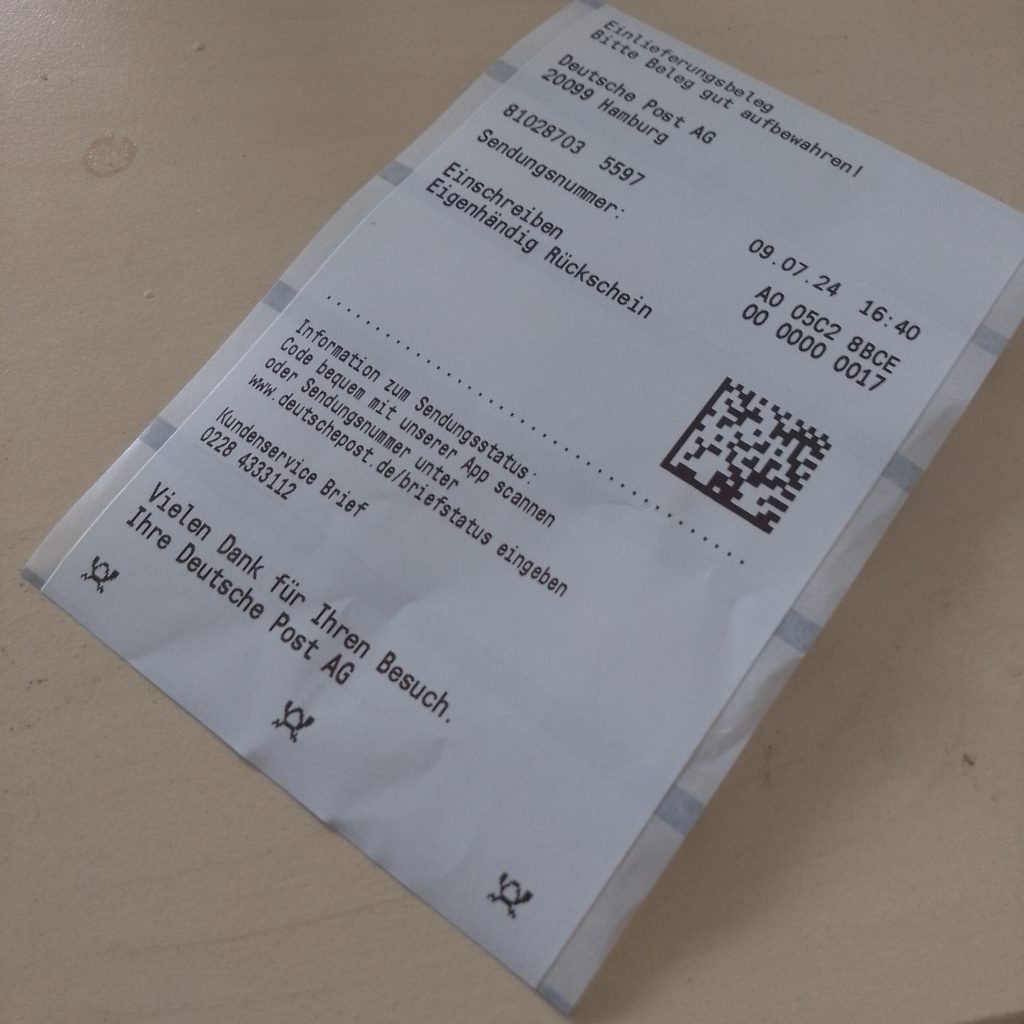 Einlieferungsbeleg
Bitte Beleg gut aufbewahren!
Deutsche Post AG
20099 Hamburg
81028703 5597 09.07.24 16:40
Sendungsnummer: A0 05C2 8BCE
00 0000 0017
Einschreiben
Eigenhändig Rückschein
........................................
Information zum Sendungsstatus:
Code bequem mit unserer App scannen
oder Sendungsnummer unter
www.deutschepost.de/briefstatus eingeben
Kundenservice Brief
0228 4333112
Vielen Dank für Ihren Besuch.
Ihre Deutsche Post AG